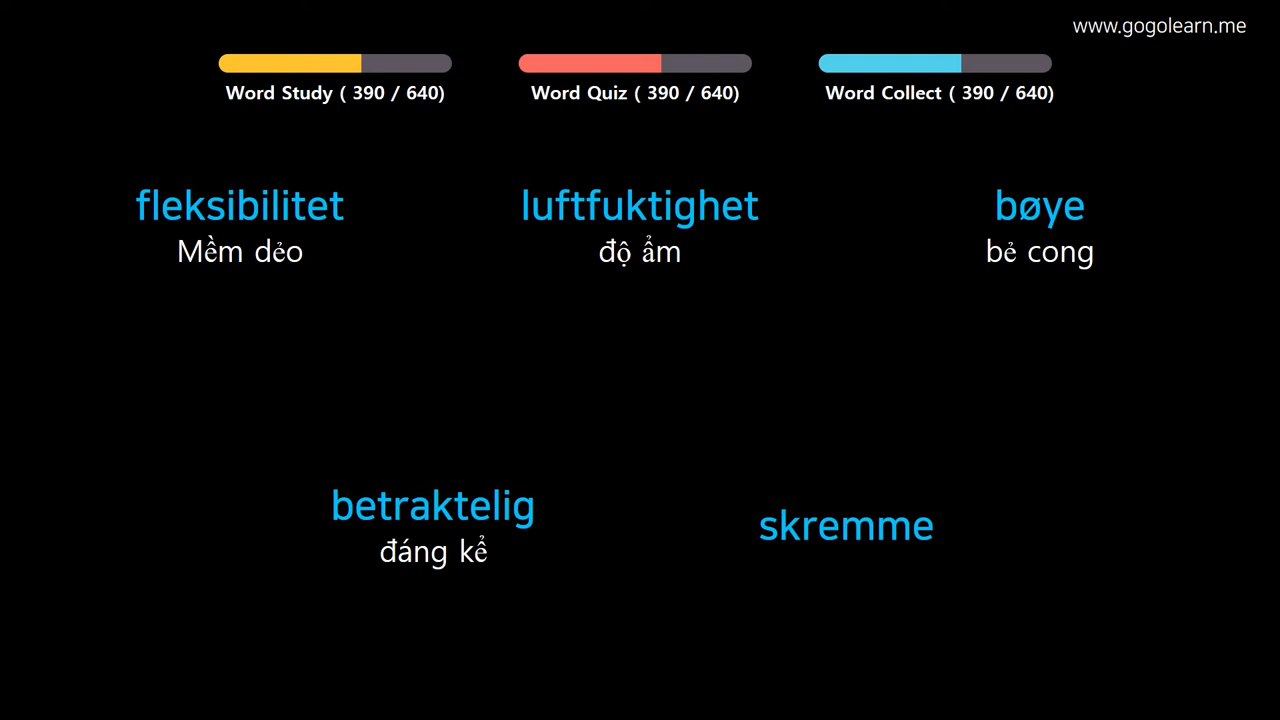 www.gogolearn.me
Word Study ( 390 / 640)
Word Quiz ( 390 / 640)
Word Collect ( 390 / 640)
fleksibilitet
Mềm dẻo
luftfuktighet
độ ẩm
bøye
bẻ cong
betraktelig
đáng kể
skremme